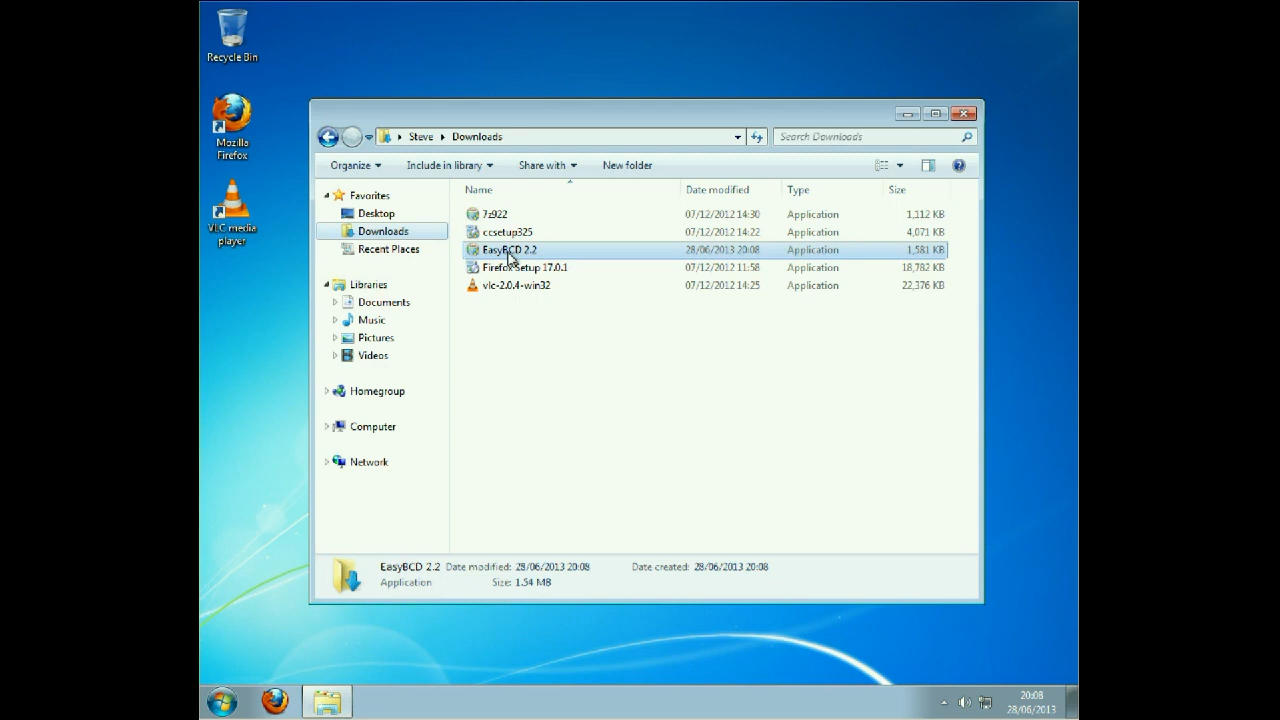 Recycle Bin
Mozilla
Firefox
VLC media
player
Steve Downloads
Search Downloads
Organize Include in library Share with New folder
Name Date modified Type Size
Favorites
Desktop
Downloads
Recent Places
Libraries
Documents
Music
Pictures
Videos
Homegroup
Computer
Network
7z922 07/12/2012 14:30 Application 1,112 KB
ccsetup325 07/12/2012 14:22 Application 4,071 KB
EasyBCD 2.2 28/06/2013 20:08 Application 1,581 KB
Firefox Setup 17.0.1 07/12/2012 11:58 Application 18,782 KB
vlc-2.0.4-win32 07/12/2012 14:25 Application 22,376 KB
EasyBCD 2.2 Date modified: 28/06/2013 20:08 Date created: 28/06/2013 20:08
Application Size: 1.54 MB
20:08
28/06/2013